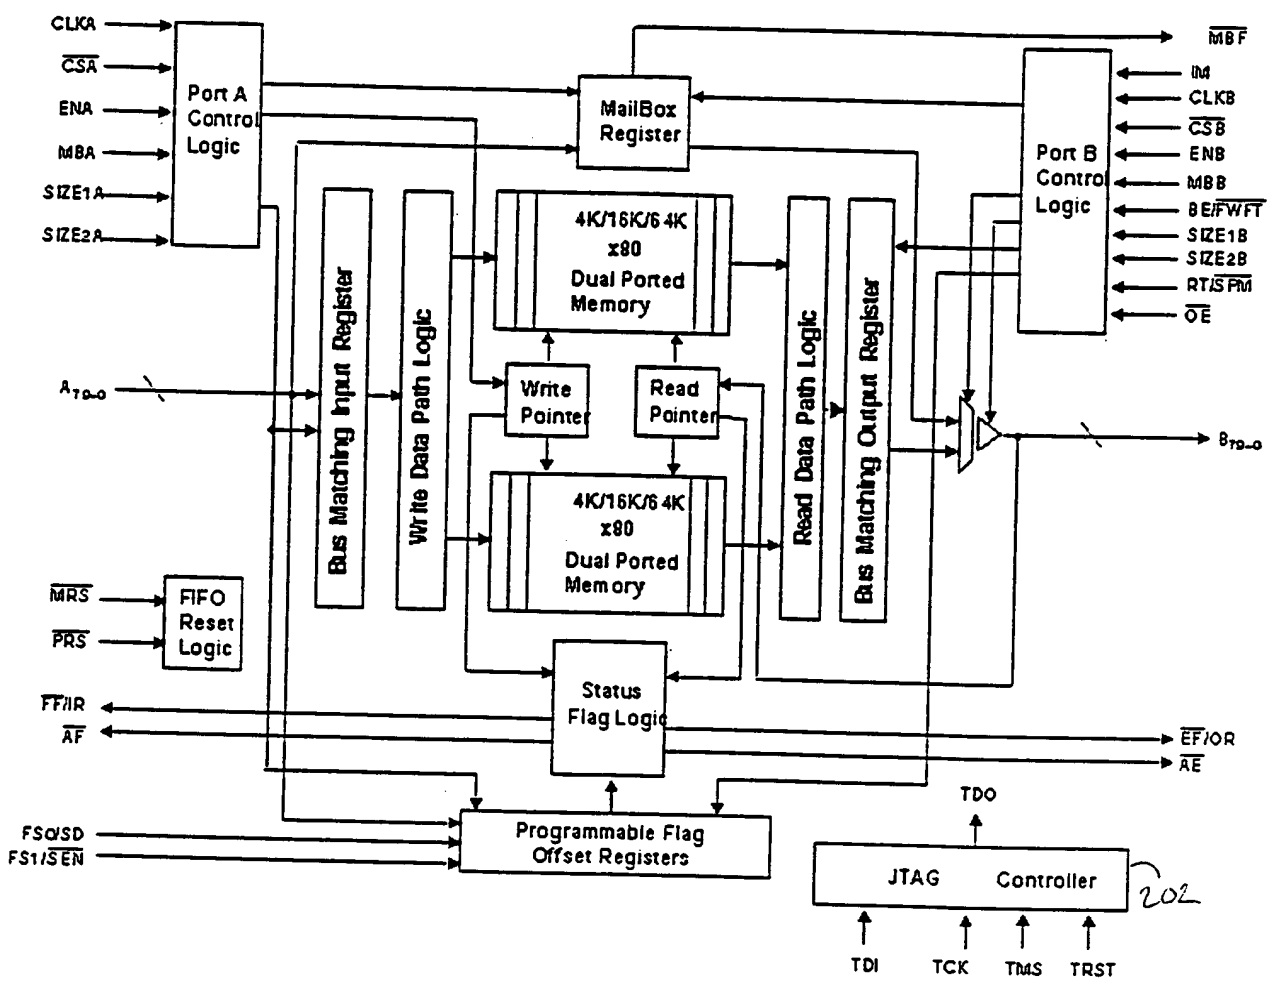 CLKA
CSA
ENA
MBA
SIZE1A
SIZE2A
Port A
Control
Logic
MailBox
Register
MBF
IM
CLKB
CSB
ENB
MBB
BE/FWFT
SIZE1B
SIZE2B
RT/SPM
OE
Port B
Control
Logic
Bus Matching Input Register
Write Data Path Logic
4K/16K/64K
x80
Dual Ported
Memory
Read Data Path Logic
Bus Matching Output Register
A79-0
Write
Pointer
Read
Pointer
B79-0
4K/16K/64K
x80
Dual Ported
Memory
MRS
PRS
FIFO
Reset
Logic
FF/IR
AF
Status
Flag Logic
EF/OR
AE
FS0/SD
FS1/SEN
Programmable Flag
Offset Registers
TDO
JTAG Controller
202
TDI
TCK
TMS
TRST